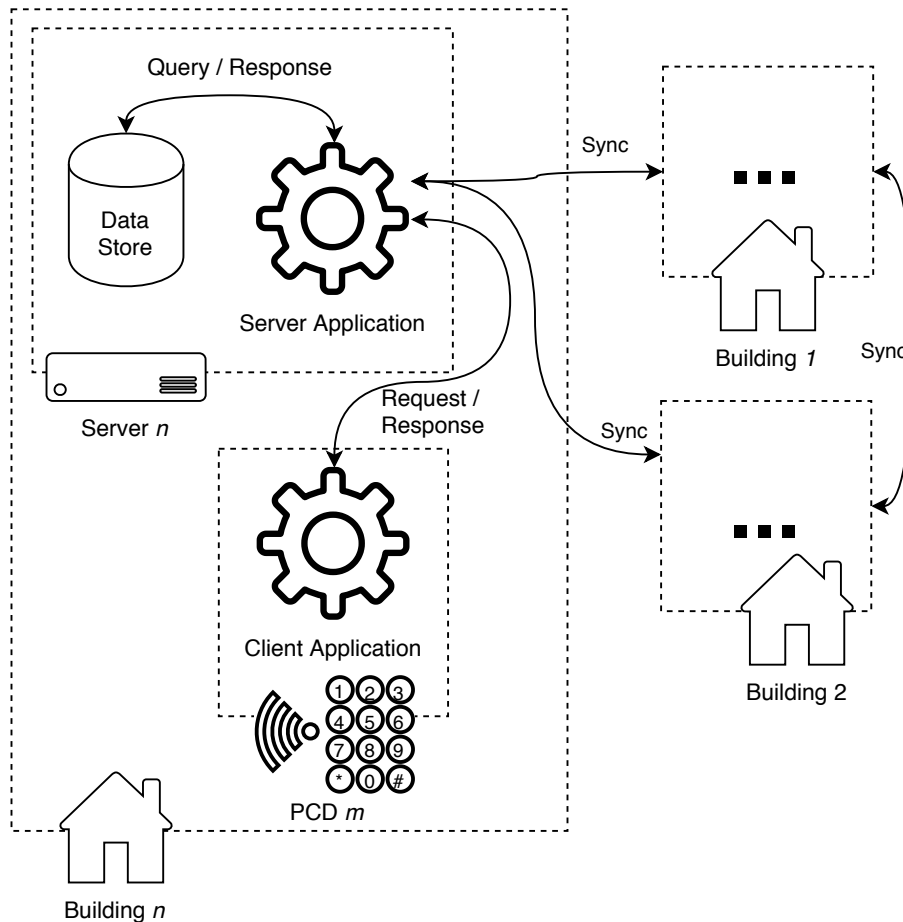 Query / Response
Sync
Data
Store
Server Application
Building 1
Sync
Server n
Request /
Response
Sync
Client Application
Building 2
1 2 3
4 5 6
7 8 9
* 0 #
PCD m
Building n